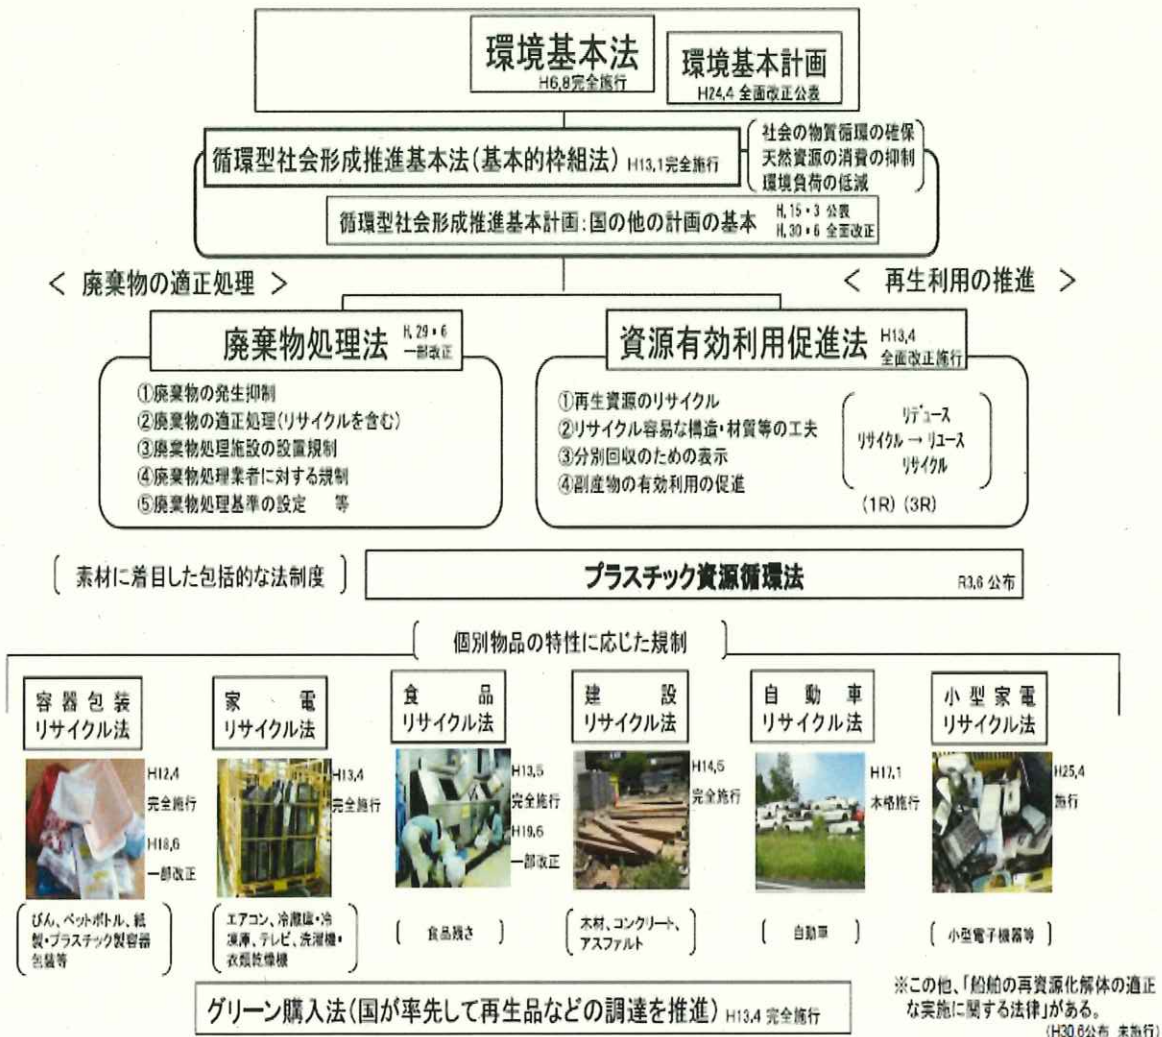 環境基本法
H6,8完全施行
環境基本計画
H24,4 全面改正公表
循環型社会形成推進基本法(基本的枠組法) H13,1完全施行
社会の物質循環の確保
天然資源の消費の抑制
環境負荷の低減
循環型社会形成推進基本計画:国の他の計画の基本
H,15・3 公表
H,30・6 全面改正
< 廃棄物の適正処理 >
< 再生利用の推進 >
廃棄物処理法
H,29・6
一部改正
①廃棄物の発生抑制
②廃棄物の適正処理(リサイクルを含む)
③廃棄物処理施設の設置規制
④廃棄物処理業者に対する規制
⑤廃棄物処理基準の設定 等
資源有効利用促進法
H13,4
全面改正施行
①再生資源のリサイクル
②リサイクル容易な構造・材質等の工夫
③分別回収のための表示
④副産物の有効利用の促進
リデュース
リサイクル → リユース
リサイクル
(1R) (3R)
素材に着目した包括的な法制度
プラスチック資源循環法
R3,6 公布
個別物品の特性に応じた規制
容器包装
リサイクル法
H12,4
完全施行
H18,6
一部改正
びん、ペットボトル、紙
製・プラスチック製容器
包装等
家電
リサイクル法
H13,4
完全施行
エアコン、冷蔵庫・冷
凍庫、テレビ、洗濯機・
衣類乾燥機
食品
リサイクル法
H13,5
完全施行
H19,6
一部改正
食品残さ
建設
リサイクル法
H14,5
完全施行
木材、コンクリート、
アスファルト
自動車
リサイクル法
H17,1
本格施行
自動車
小型家電
リサイクル法
H25,4
施行
小型電子機器等
グリーン購入法(国が率先して再生品などの調達を推進) H13,4 完全施行
※この他、「船舶の再資源化解体の適正
な実施に関する法律」がある。
(H30,6公布 未施行)